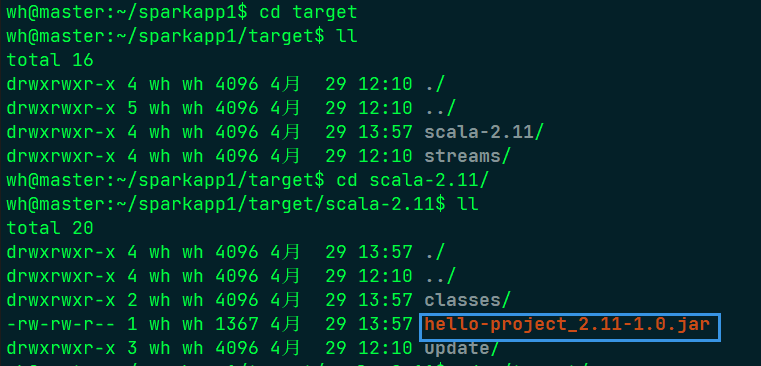 wh@master:~/sparkapp1$ cd target
wh@master:~/sparkapp1/target$ ll
total 16
drwxrwxr-x 4 wh wh 4096 4月  29 12:10 ./
drwxrwxr-x 5 wh wh 4096 4月  29 12:10 ../
drwxrwxr-x 4 wh wh 4096 4月  29 13:57 scala-2.11/
drwxrwxr-x 4 wh wh 4096 4月  29 12:10 streams/
wh@master:~/sparkapp1/target$ cd scala-2.11/
wh@master:~/sparkapp1/target/scala-2.11$ ll
total 20
drwxrwxr-x 4 wh wh 4096 4月  29 13:57 ./
drwxrwxr-x 4 wh wh 4096 4月  29 12:10 ../
drwxrwxr-x 2 wh wh 4096 4月  29 13:57 classes/
-rw-rw-r-- 1 wh wh 1367 4月  29 13:57 hello-project_2.11-1.0.jar
drwxrwxr-x 3 wh wh 4096 4月  29 12:10 update/